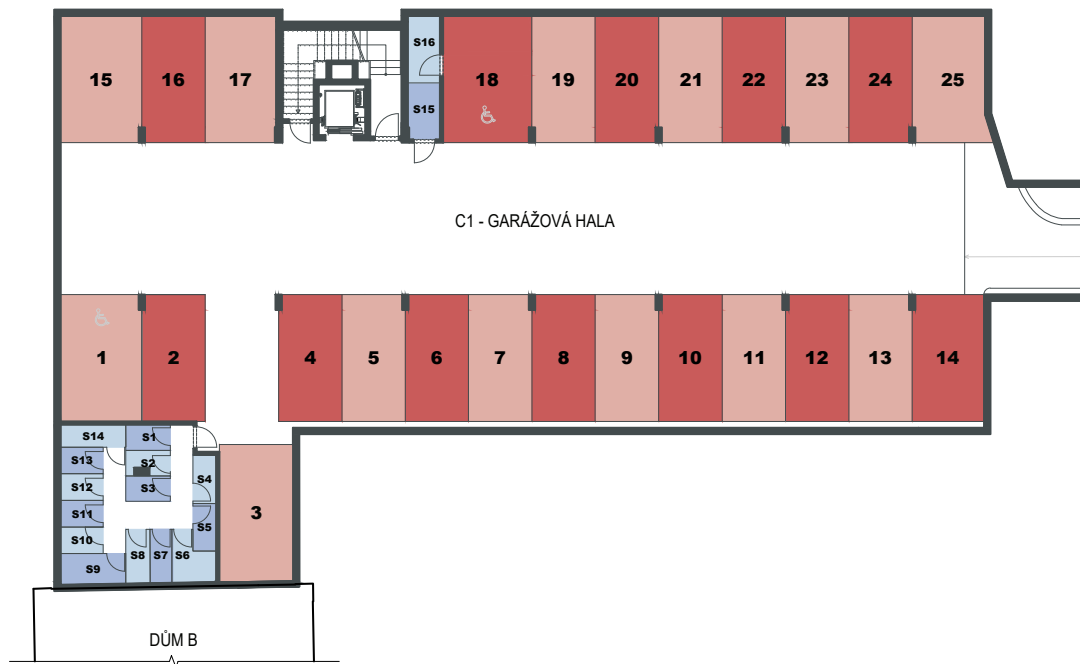 15 16 17 S16 18 19 20 21 22 23 24 25
S15
C1 - GARÁŽOVÁ HALA
1 2 4 5 6 7 8 9 10 11 12 13 14
S14 S1
S13 S2
S12 S3 S4
S11 S5 3
S10 S8 S7 S6
S9
DŮM B